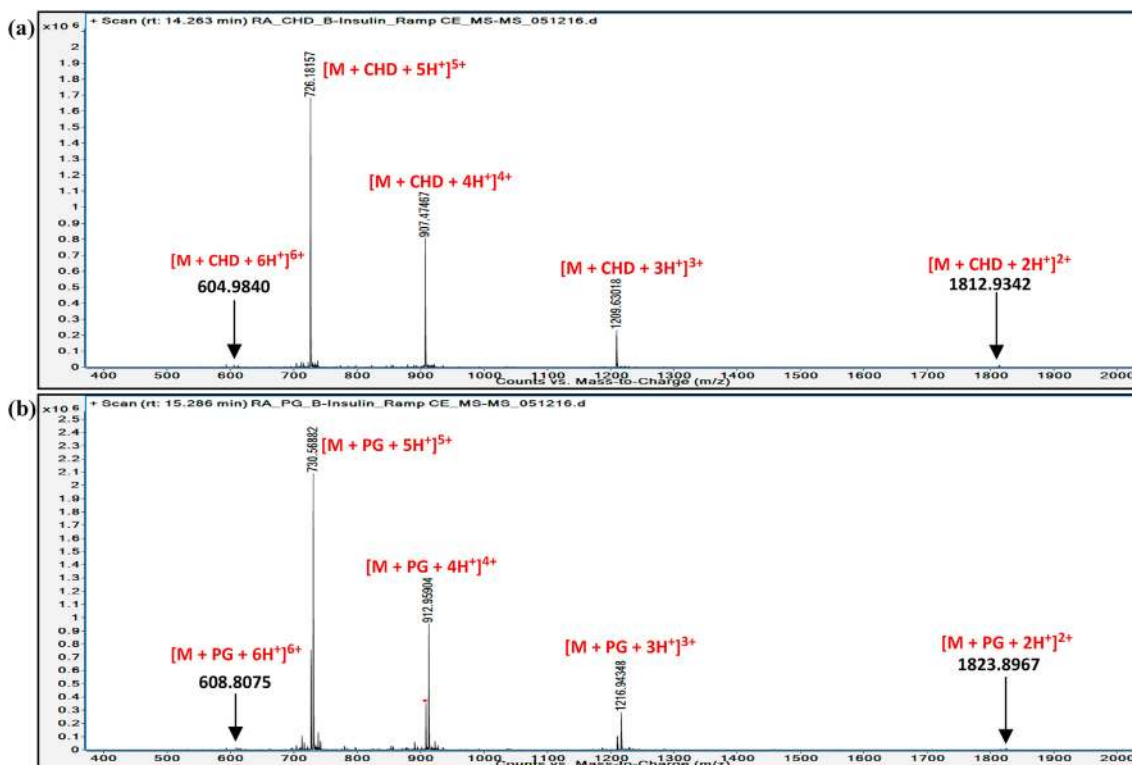 (a)
+ Scan (rt: 14.263 min) RA_CHD_B-Insulin_Ramp CE_MS-MS_051216.d
x10 6
2
1.9
1.8
1.7
1.6
1.5
1.4
1.3
1.2
1.1
1
0.9
0.8
0.7
0.6
0.5
0.4
0.3
0.2
0.1
0
726.18157
[M + CHD + 5H+]5+
[M + CHD + 4H+]4+
907.47467
[M + CHD + 6H+]6+
604.9840
[M + CHD + 3H+]3+
1209.63018
[M + CHD + 2H+]2+
1812.9342
400 500 600 700 800 900 1000 1100 1200 1300 1400 1500 1600 1700 1800 1900 2000
Counts vs. Mass-to-Charge (m/z)
(b)
+ Scan (rt: 15.286 min) RA_PG_B-Insulin_Ramp CE_MS-MS_051216.d
x10 6
2.5
2.4
2.3
2.2
2.1
2
1.9
1.8
1.7
1.6
1.5
1.4
1.3
1.2
1.1
1
0.9
0.8
0.7
0.6
0.5
0.4
0.3
0.2
0.1
0
730.56882
[M + PG + 5H+]5+
[M + PG + 4H+]4+
912.95904
[M + PG + 6H+]6+
608.8075
[M + PG + 3H+]3+
1216.94348
[M + PG + 2H+]2+
1823.8967
400 500 600 700 800 900 1000 1100 1200 1300 1400 1500 1600 1700 1800 1900 2000
Counts vs. Mass-to-Charge (m/z)